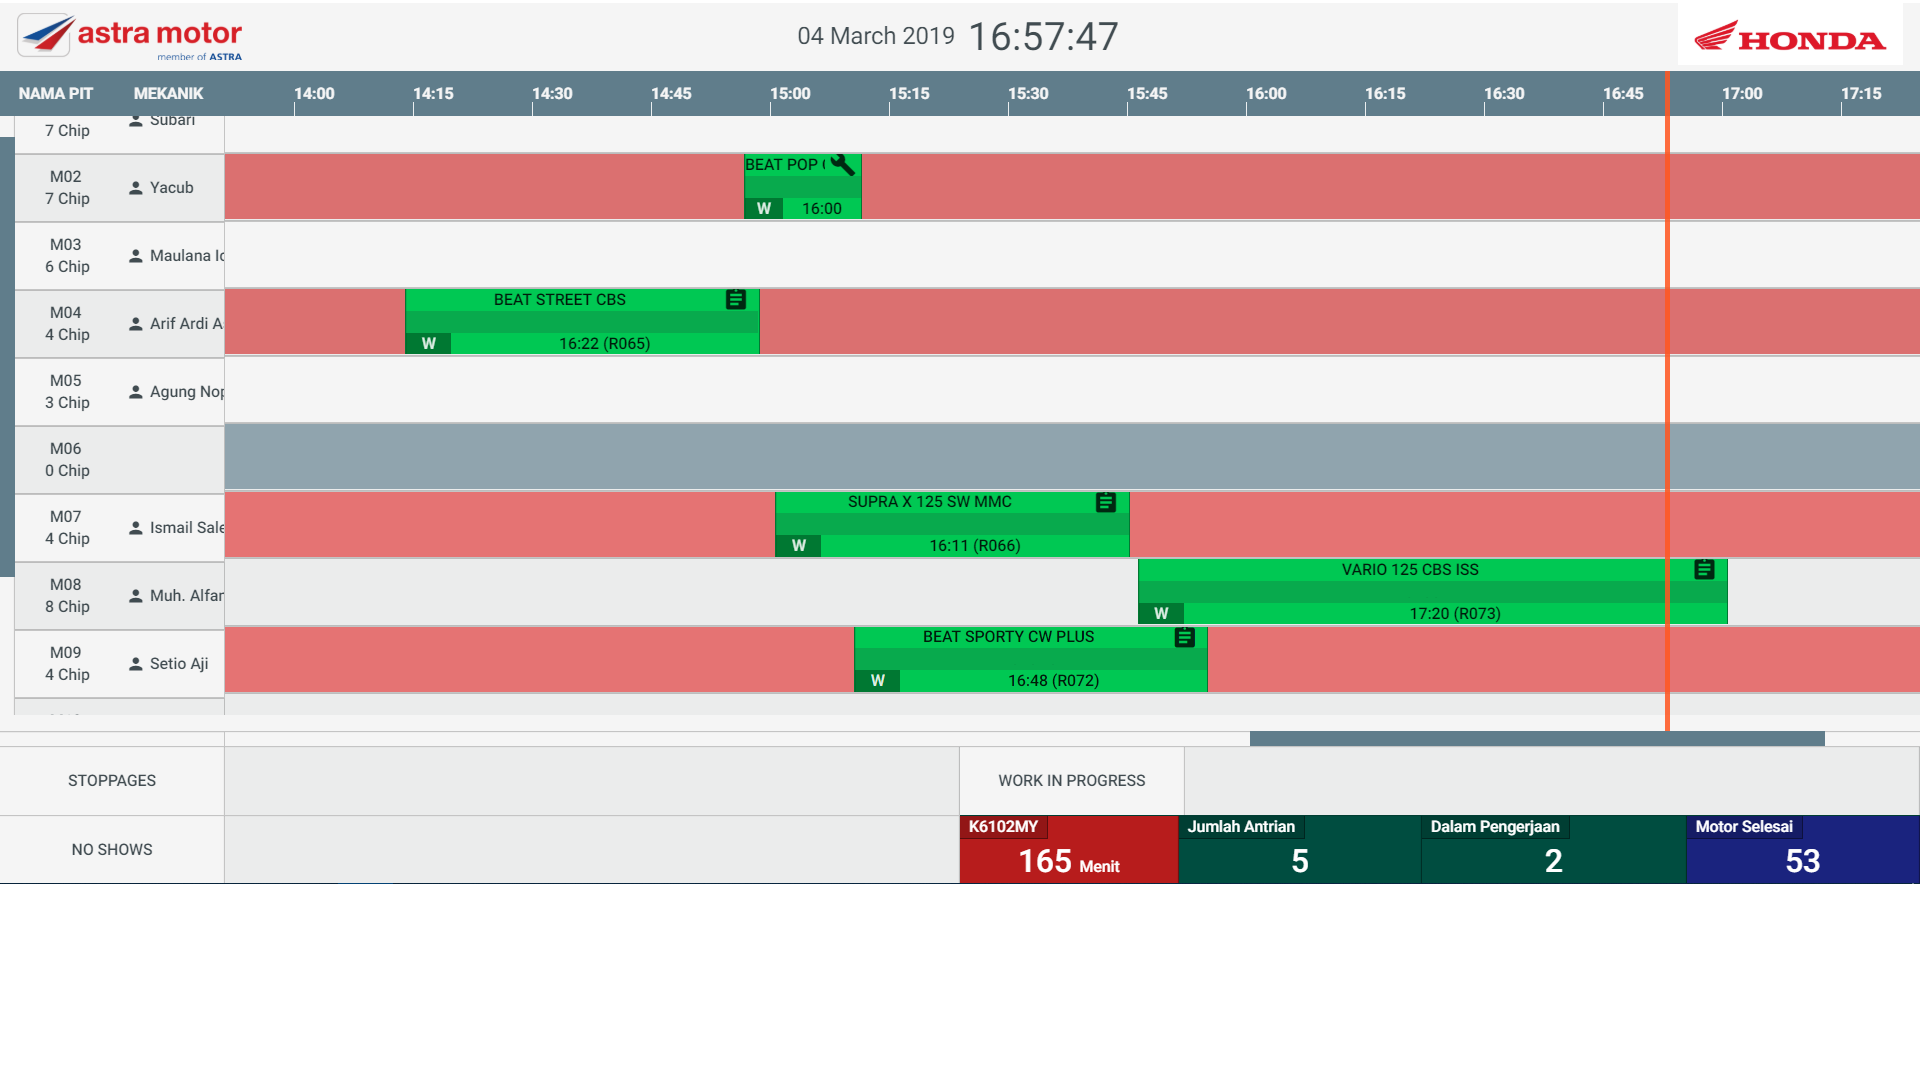 astra motor
member of ASTRA
04 March 2019 16:57:47
HONDA
NAMA PIT MEKANIK 14:00 14:15 14:30 14:45 15:00 15:15 15:30 15:45 16:00 16:15 16:30 16:45 17:00 17:15
7 Chip Subari
M02
7 Chip
Yacub
BEAT POP
W 16:00
M03
6 Chip
Maulana
M04
4 Chip
Arif Ardi A
BEAT STREET CBS
W 16:22 (R065)
M05
3 Chip
Agung Nop
M06
0 Chip
M07
4 Chip
Ismail Sale
SUPRA X 125 SW MMC
W 16:11 (R066)
M08
8 Chip
Muh. Alfar
VARIO 125 CBS ISS
W 17:20 (R073)
M09
4 Chip
Setio Aji
BEAT SPORTY CW PLUS
W 16:48 (R072)
STOPPAGES
WORK IN PROGRESS
NO SHOWS
K6102MY
165 Menit
Jumlah Antrian
5
Dalam Pengerjaan
2
Motor Selesai
53